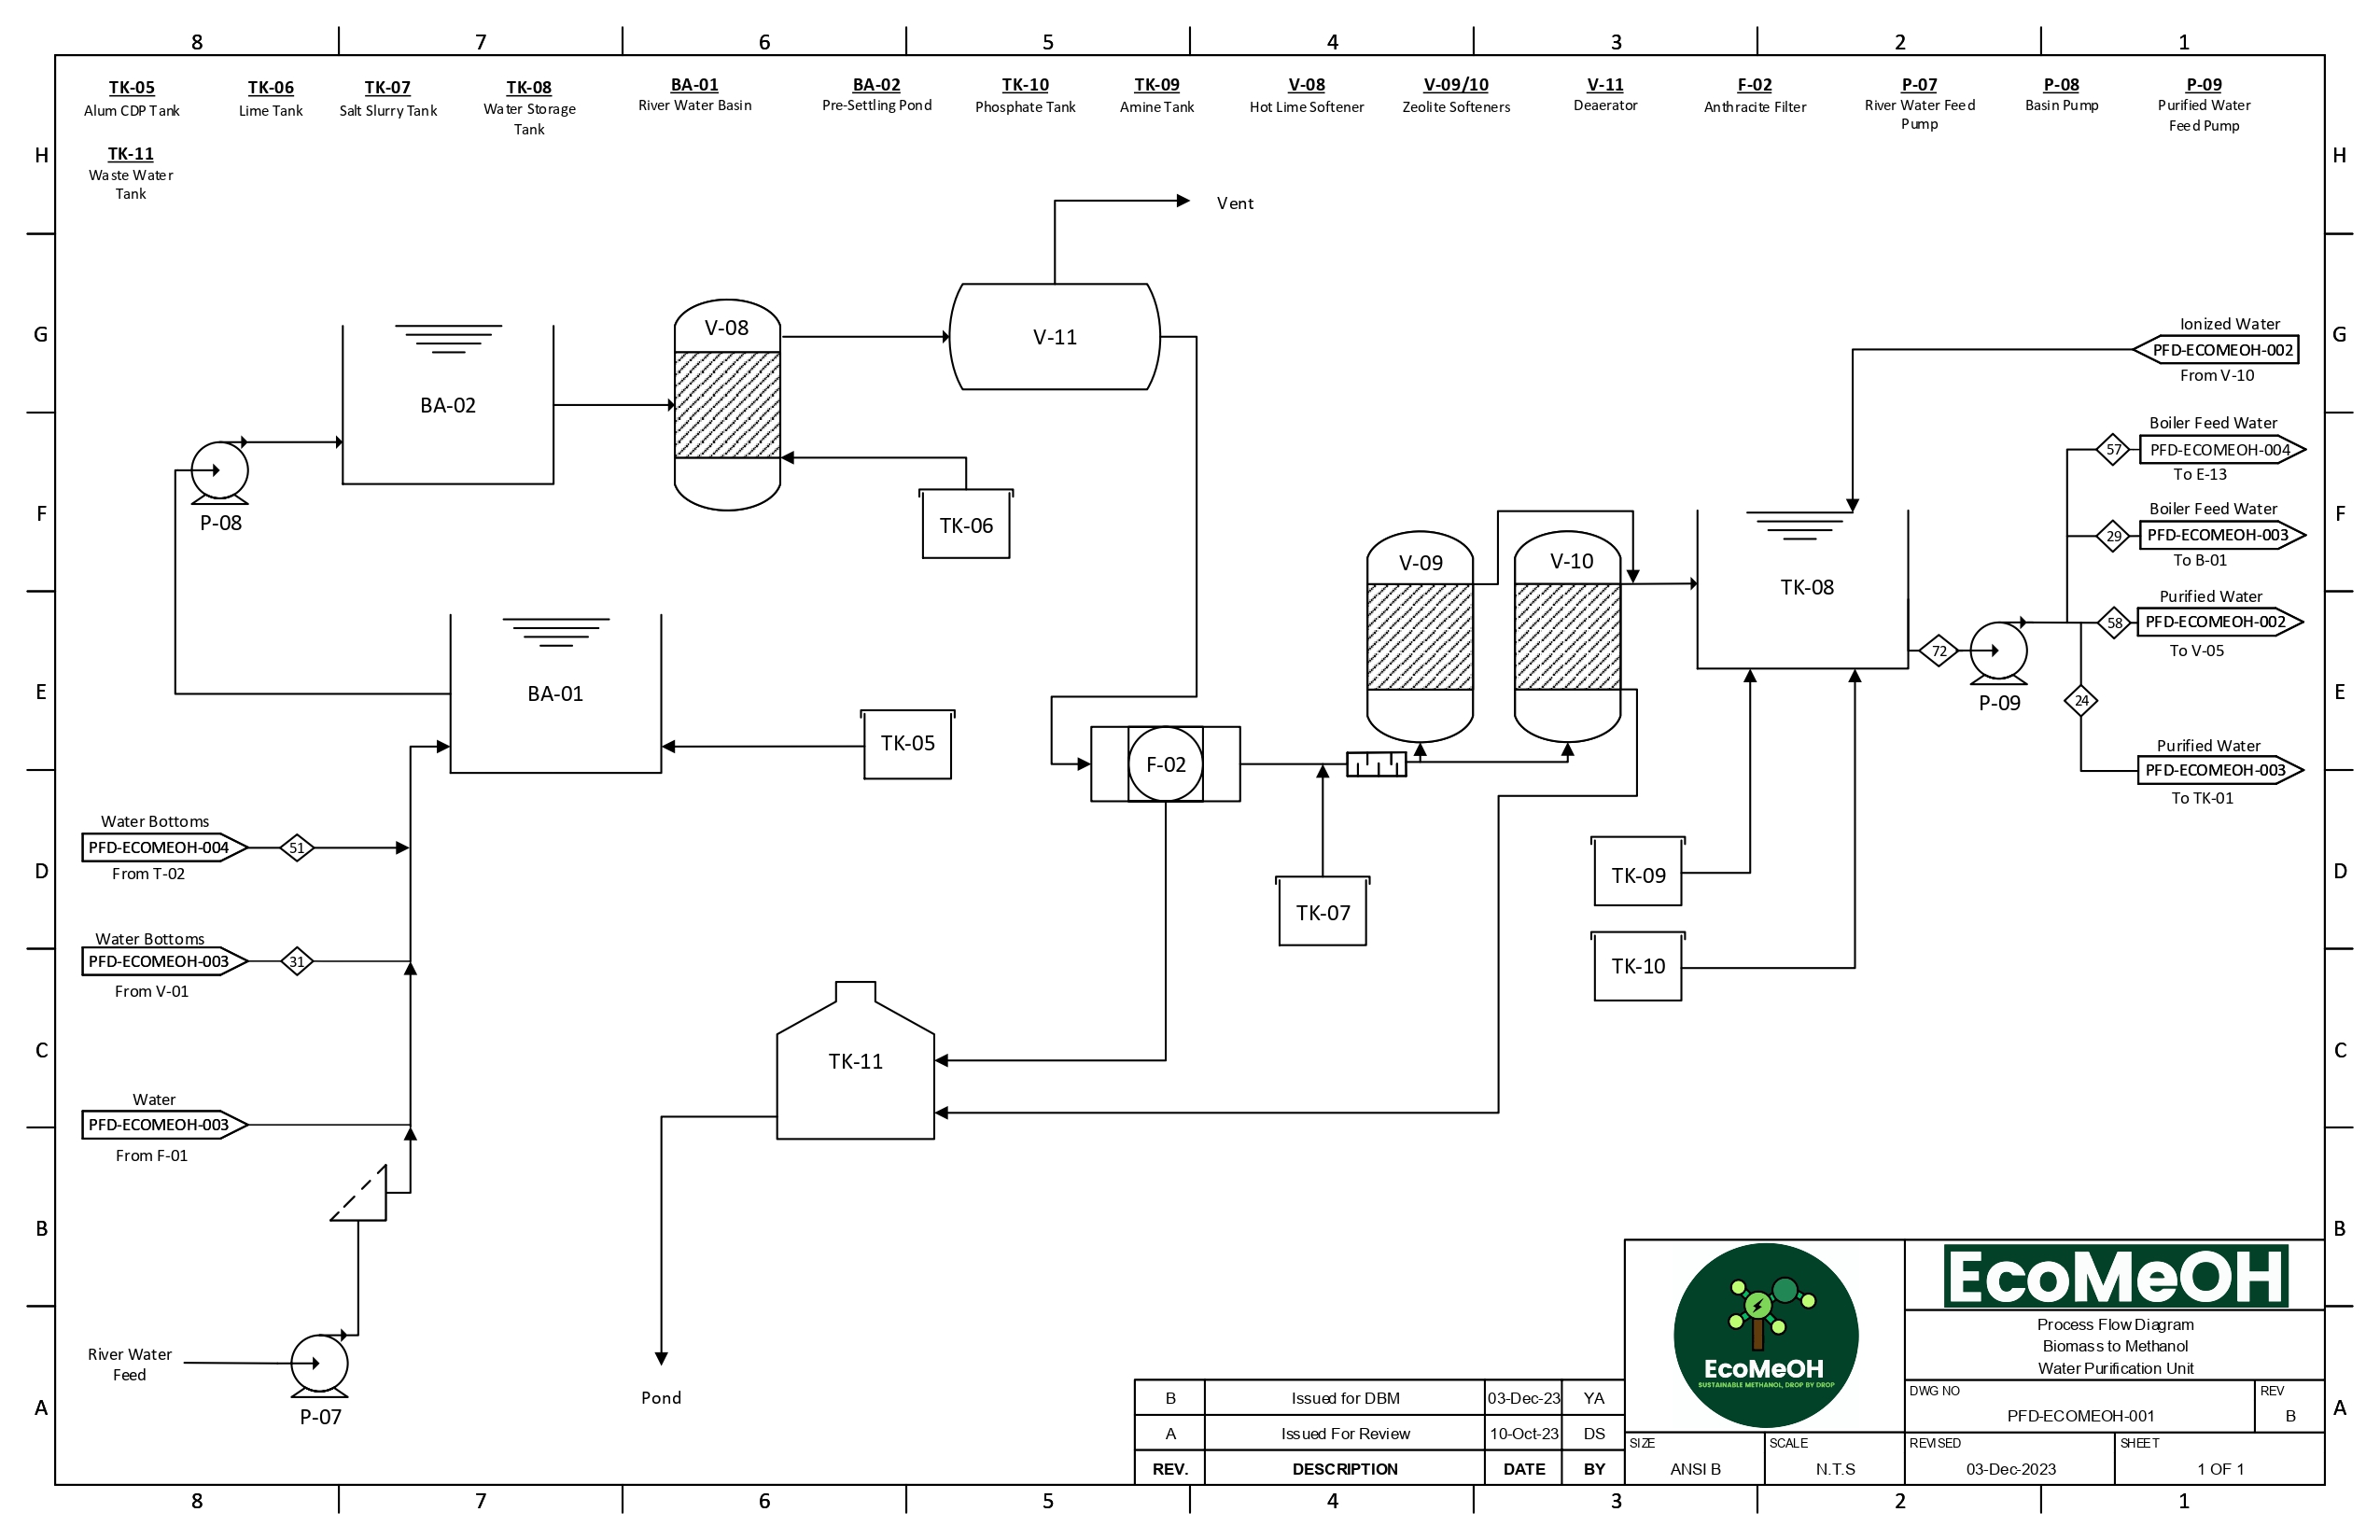 8 7 6 5 4 3 2 1
TK-05
Alum CDP Tank
TK-06
Lime Tank
TK-07
Salt Slurry Tank
TK-08
Water Storage
Tank
BA-01
River Water Basin
BA-02
Pre-Settling Pond
TK-10
Phosphate Tank
TK-09
Amine Tank
V-08
Hot Lime Softener
V-09/10
Zeolite Softeners
V-11
Deaerator
F-02
Anthracite Filter
P-07
River Water Feed
Pump
P-08
Basin Pump
P-09
Purified Water
Feed Pump
TK-11
Waste Water
Tank
H
H
Vent
G
G
V-08
V-11
BA-02
Ionized Water
PFD-ECOMEOH-002
From V-10
Boiler Feed Water
57
PFD-ECOMEOH-004
To E-13
P-08
TK-06
F
F
Boiler Feed Water
29
PFD-ECOMEOH-003
To B-01
V-09
V-10
TK-08
Purified Water
58
PFD-ECOMEOH-002
To V-05
72
P-09
24
E
E
BA-01
TK-05
F-02
Purified Water
PFD-ECOMEOH-003
To TK-01
Water Bottoms
PFD-ECOMEOH-004
51
From T-02
D
D
TK-09
TK-07
Water Bottoms
PFD-ECOMEOH-003
31
From V-01
TK-10
C
C
TK-11
Water
PFD-ECOMEOH-003
From F-01
B
B
River Water
Feed
P-07
Pond
A
A
EcoMeOH
SUSTAINABLE METHANOL, DROP BY DROP
EcoMeOH
Process Flow Diagram
Biomass to Methanol
Water Purification Unit
DWG NO
PFD-ECOMEOH-001
REV
B
SIZE
ANSI B
SCALE
N.T.S
REVISED
03-Dec-2023
SHEET
1 OF 1
B Issued for DBM 03-Dec-23 YA
A Issued For Review 10-Oct-23 DS
REV. DESCRIPTION DATE BY
8 7 6 5 4 3 2 1